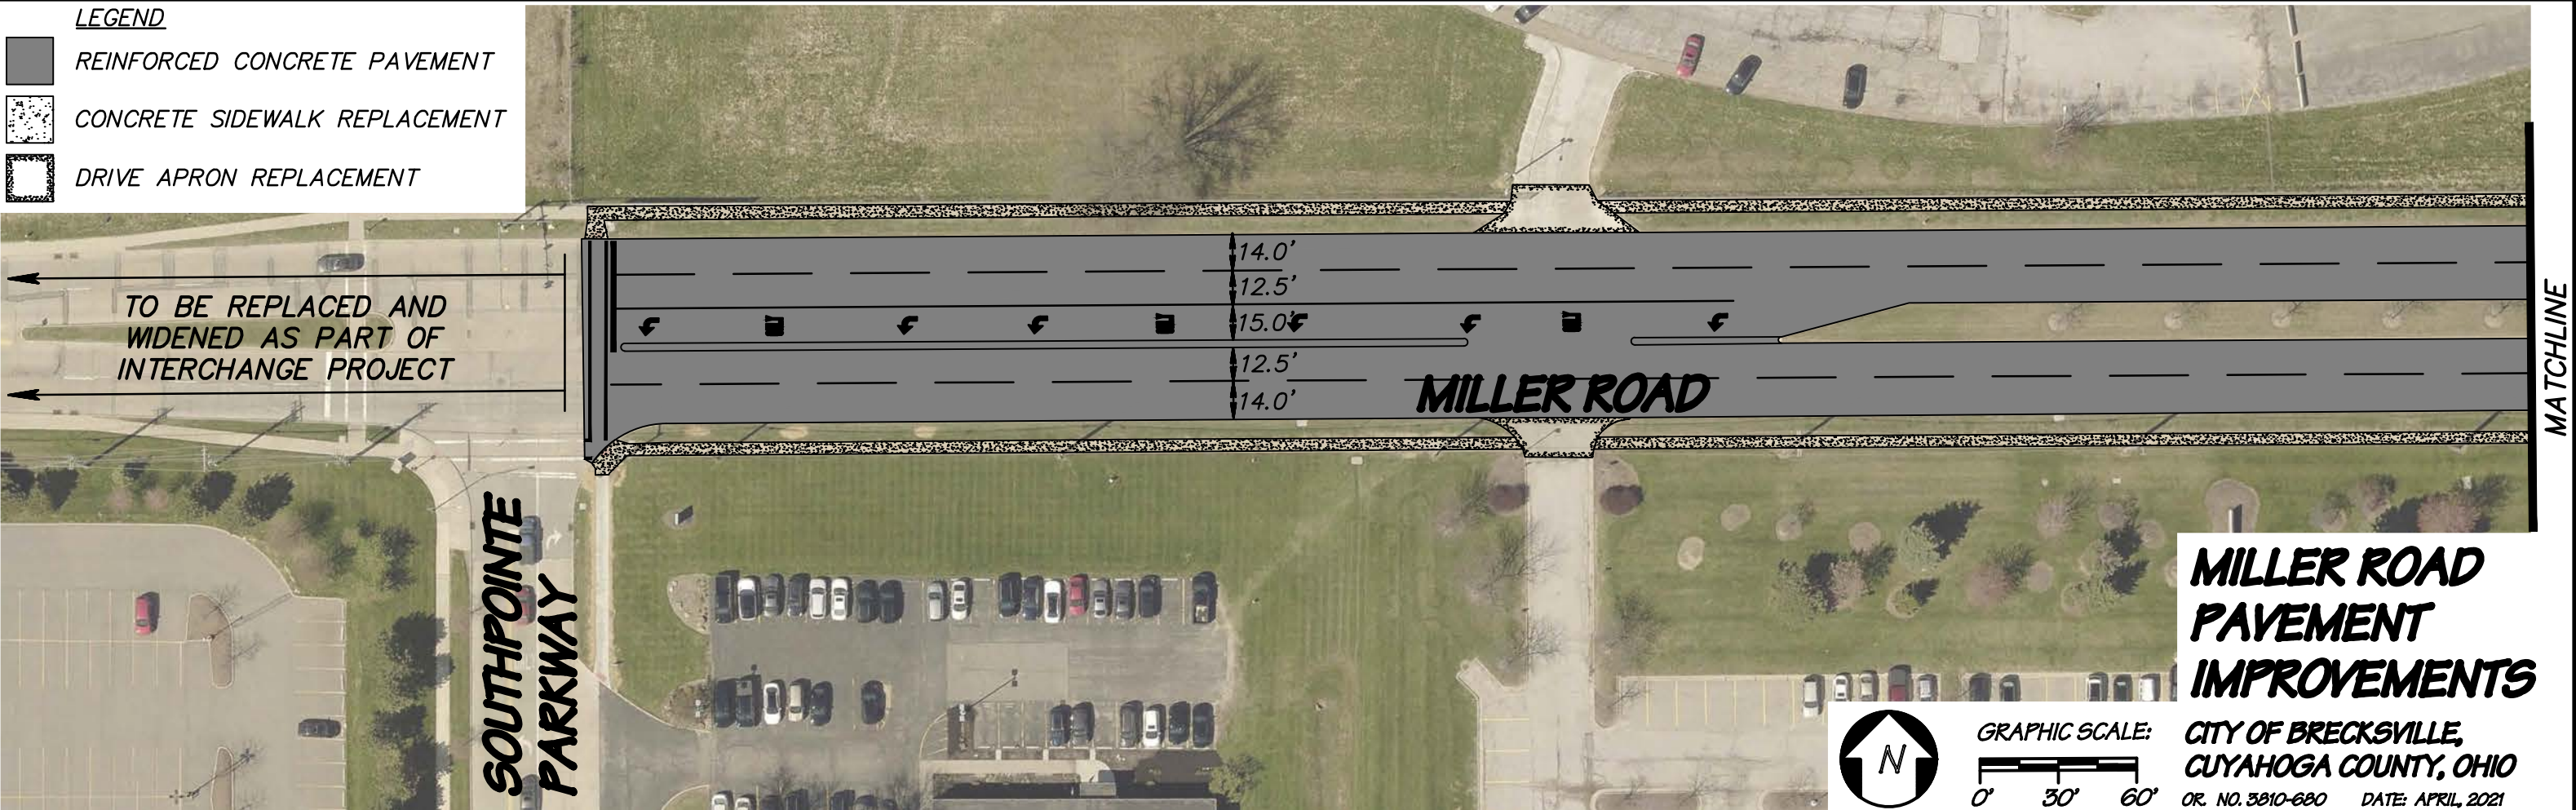 LEGEND
REINFORCED CONCRETE PAVEMENT
CONCRETE SIDEWALK REPLACEMENT
DRIVE APRON REPLACEMENT
TO BE REPLACED AND
WIDENED AS PART OF
INTERCHANGE PROJECT
14.0'
12.5'
15.0'
12.5'
14.0'
MILLER ROAD
MATCHLINE
SOUTHPOINTE
PARKWAY
MILLER ROAD
PAVEMENT
IMPROVEMENTS
N
GRAPHIC SCALE:
0' 30' 60'
CITY OF BRECKSVILLE,
CUYAHOGA COUNTY, OHIO
OR. NO. 3810-680 DATE: APRIL, 2021